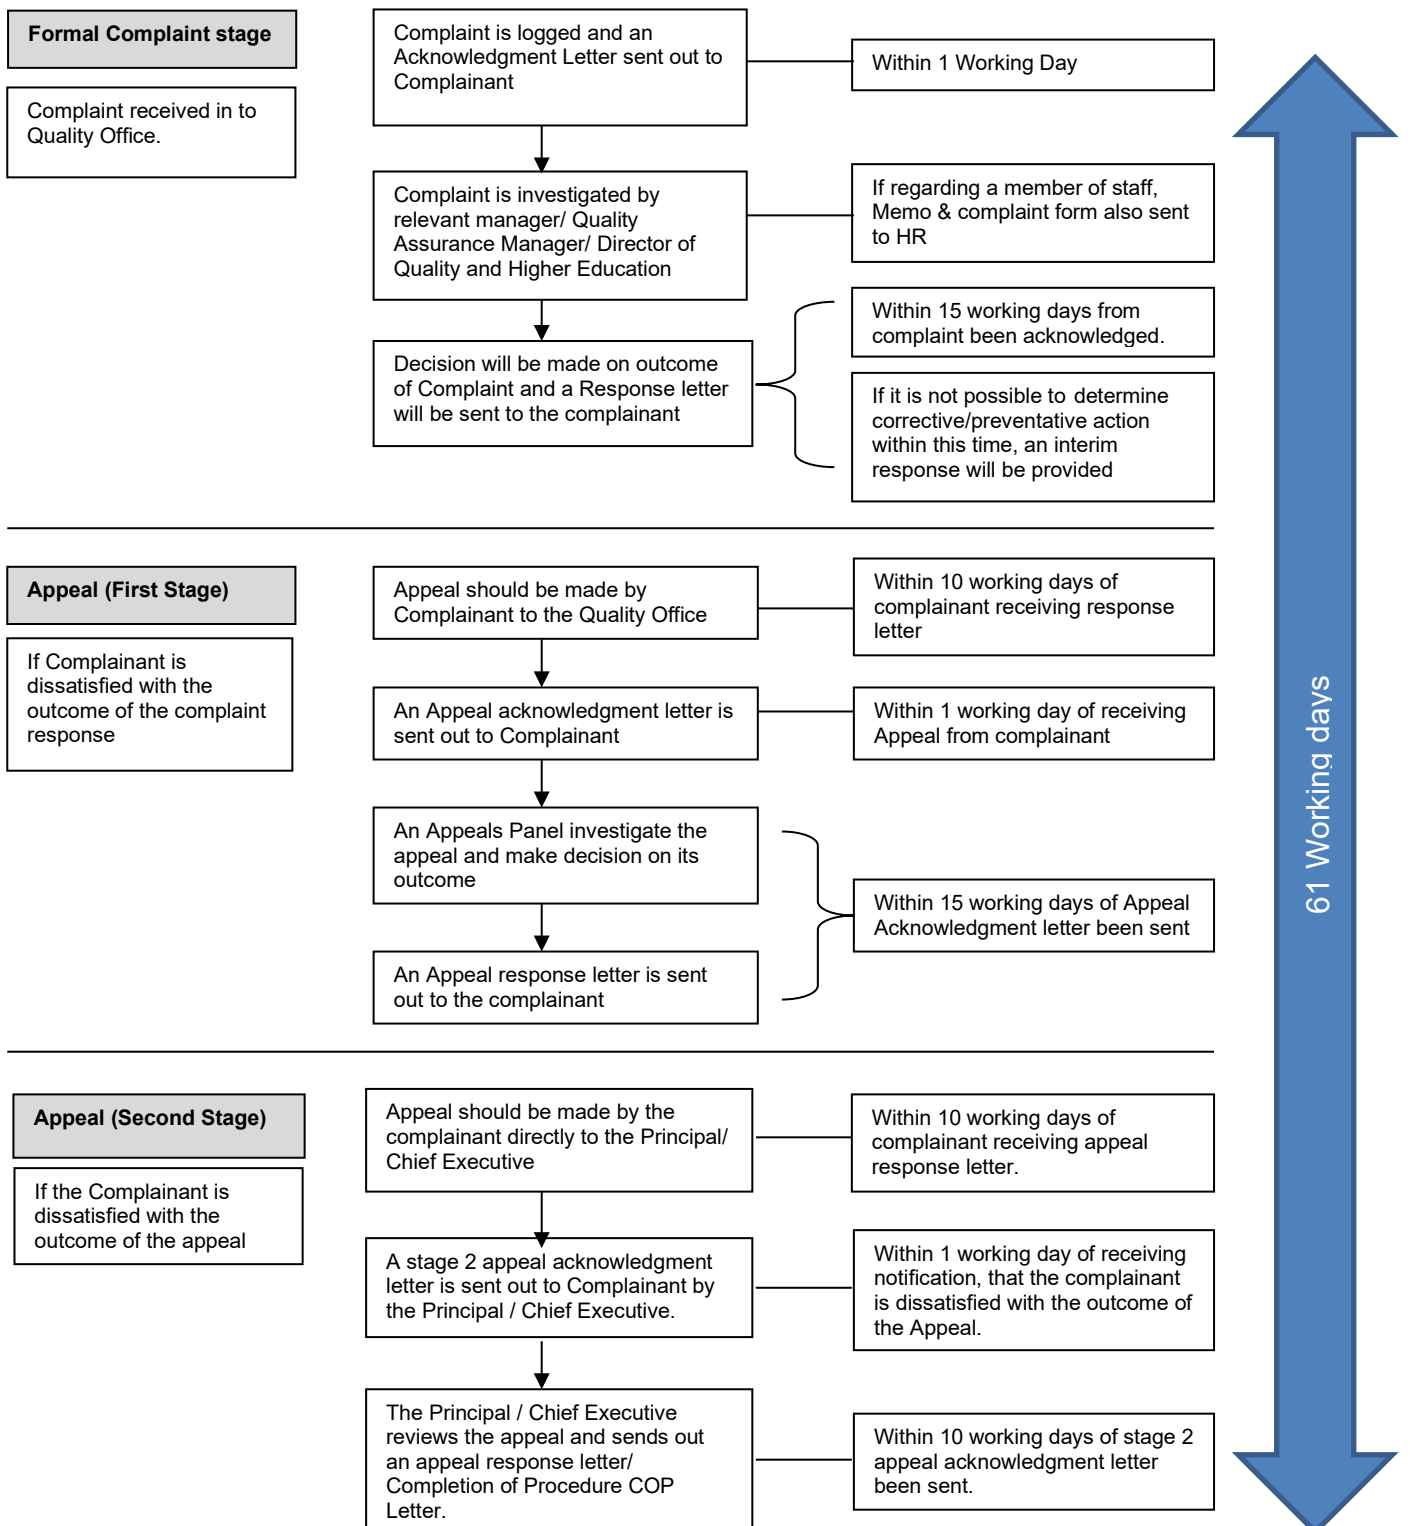 Formal Complaint stage
Complaint received in to
Quality Office.
Complaint is logged and an
Acknowledgment Letter sent out to
Complainant
Within 1 Working Day
Complaint is investigated by
relevant manager/ Quality
Assurance Manager/ Director of
Quality and Higher Education
If regarding a member of staff,
Memo & complaint form also sent
to HR
Decision will be made on outcome
of Complaint and a Response letter
will be sent to the complainant
Within 15 working days from
complaint been acknowledged.
If it is not possible to determine
corrective/preventative action
within this time, an interim
response will be provided
Appeal (First Stage)
If Complainant is
dissatisfied with the
outcome of the complaint
response
Appeal should be made by
Complainant to the Quality Office
Within 10 working days of
complainant receiving response
letter
An Appeal acknowledgment letter is
sent out to Complainant
Within 1 working day of receiving
Appeal from complainant
An Appeals Panel investigate the
appeal and make decision on its
outcome
An Appeal response letter is sent
out to the complainant
Within 15 working days of Appeal
Acknowledgment letter been sent
Appeal (Second Stage)
If the Complainant is
dissatisfied with the
outcome of the appeal
Appeal should be made by the
complainant directly to the Principal/
Chief Executive
Within 10 working days of
complainant receiving appeal
response letter.
A stage 2 appeal acknowledgment
letter is sent out to Complainant by
the Principal / Chief Executive.
Within 1 working day of receiving
notification, that the complainant
is dissatisfied with the outcome of
the Appeal.
The Principal / Chief Executive
reviews the appeal and sends out
an appeal response letter/
Completion of Procedure COP
Letter.
Within 10 working days of stage 2
appeal acknowledgment letter
been sent.
61 Working days